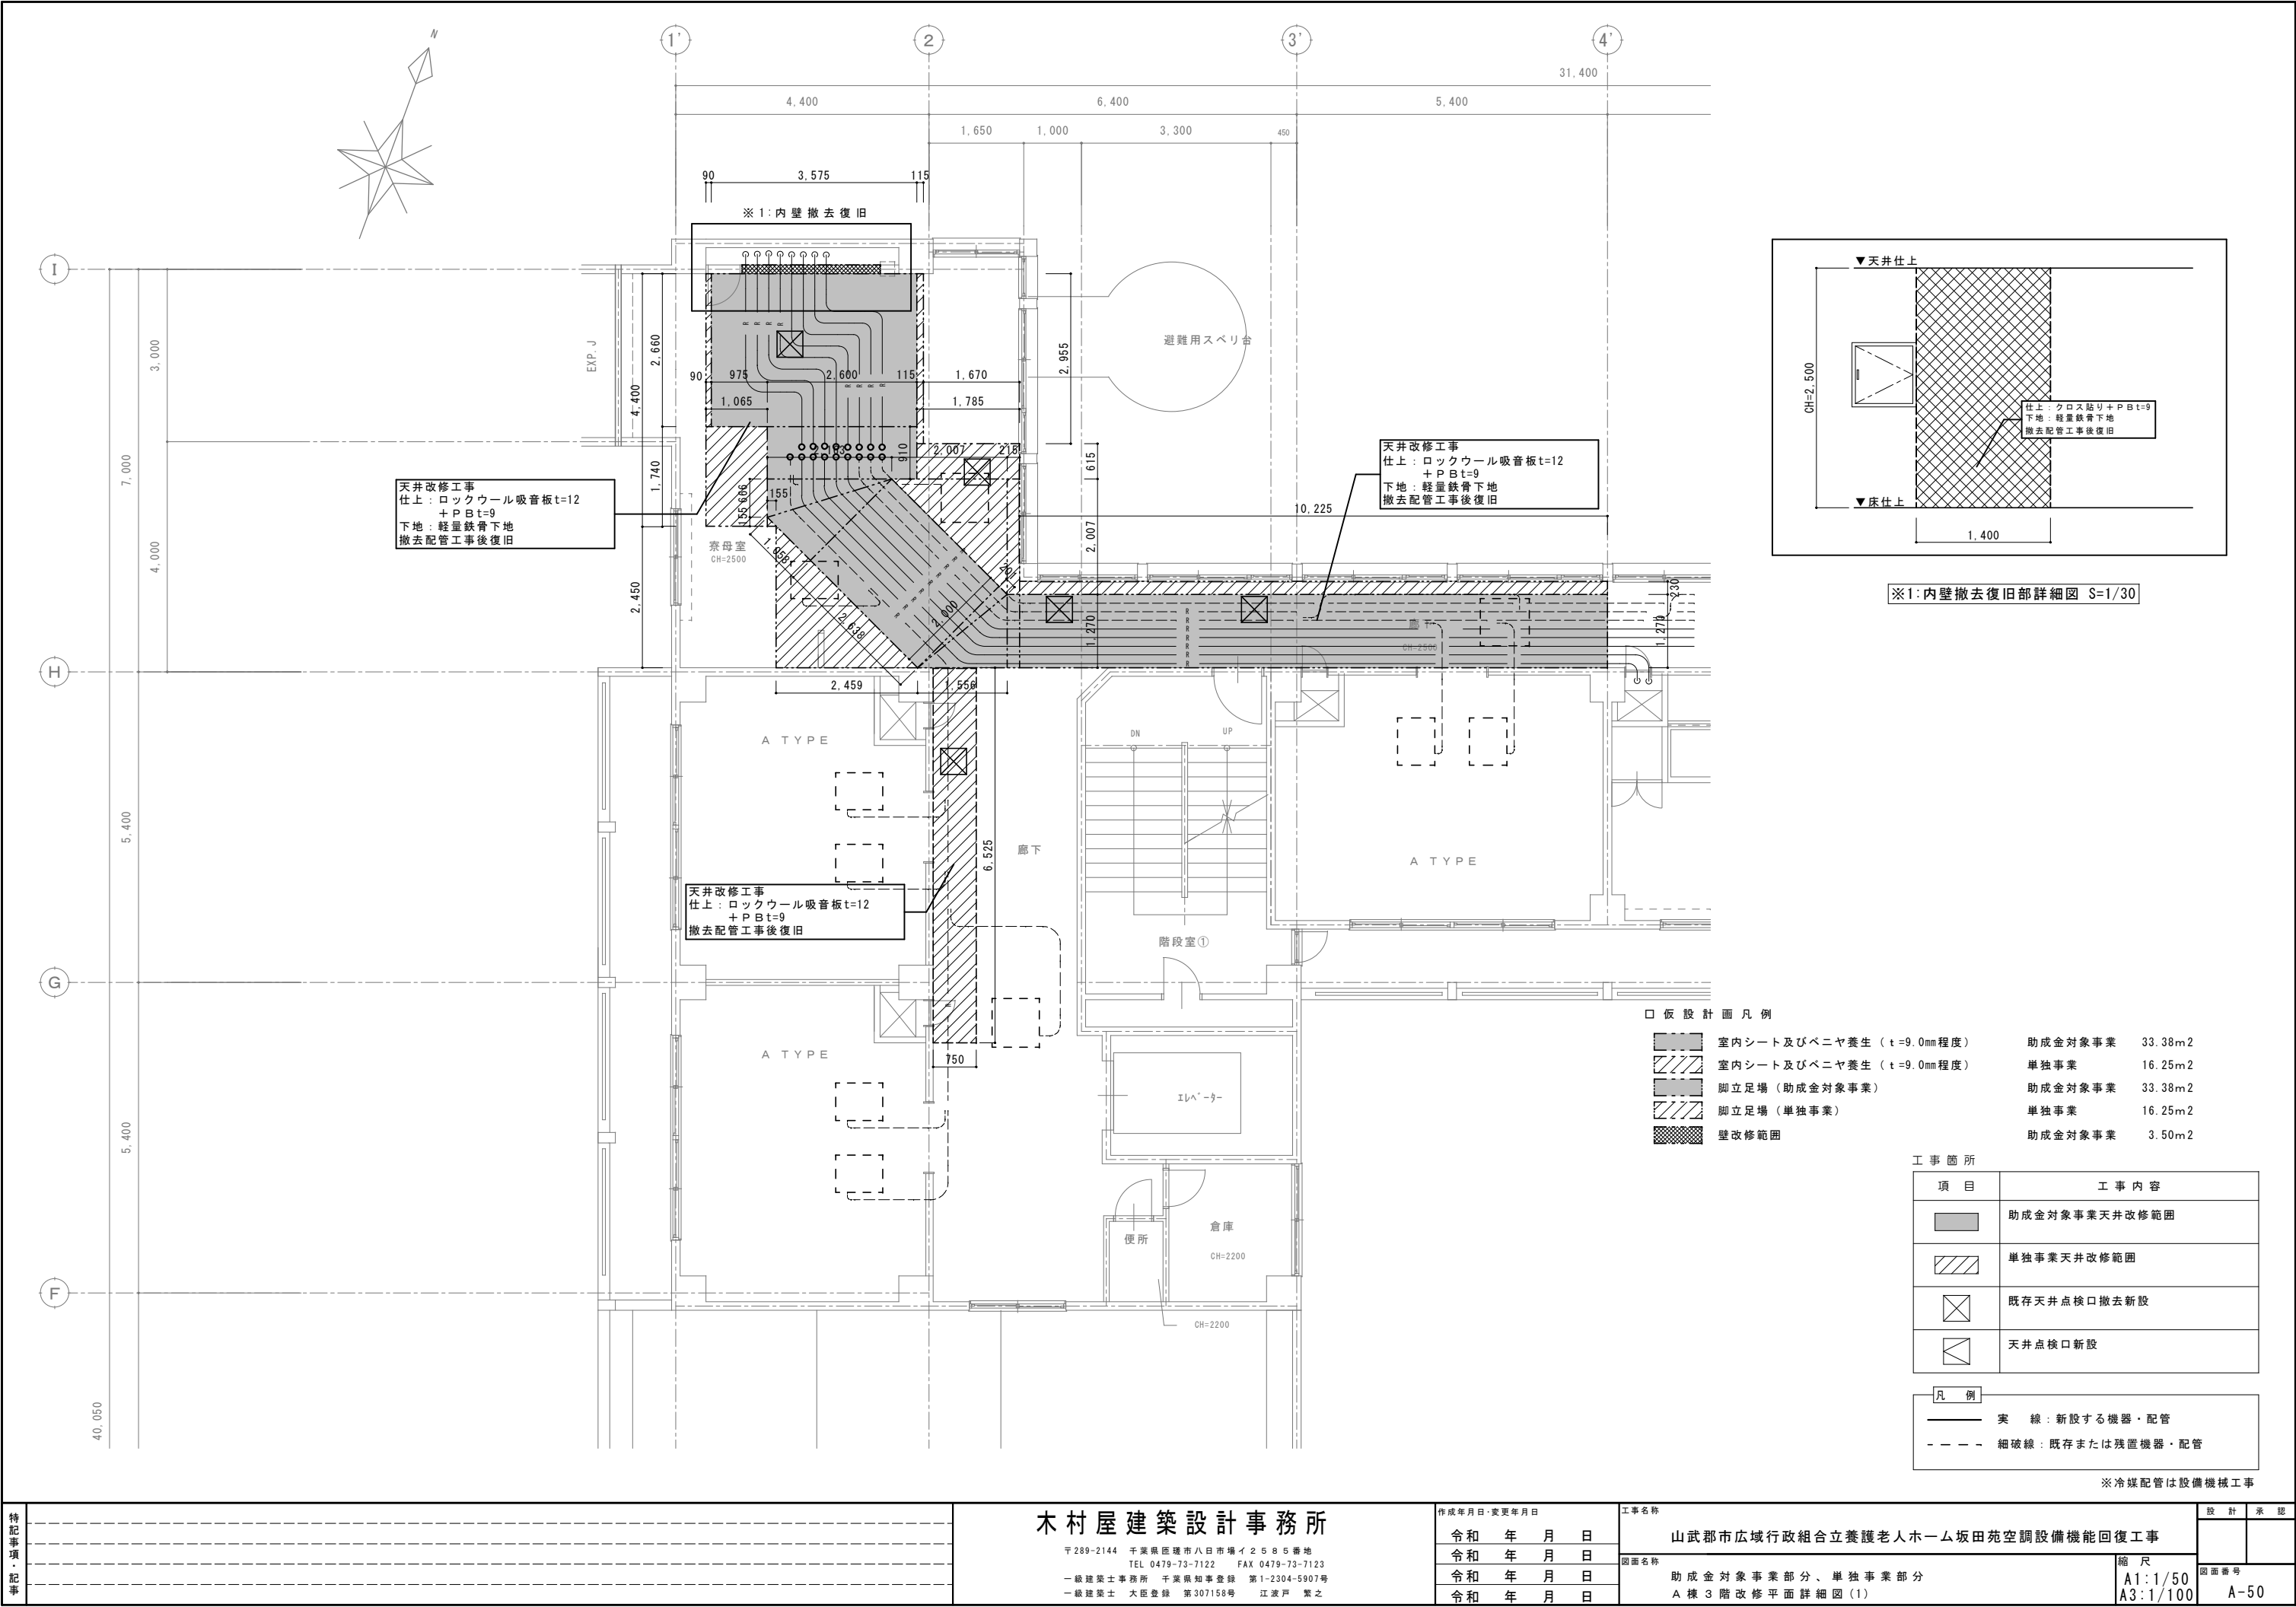 N
1'
2
3'
4'
31,400
4,400
6,400
5,400
1,650
1,000
3,300
450
90
3,575
115
※1:内壁撤去復旧
I
H
G
F
3,000
7,000
4,000
5,400
5,400
40,050
EXP.J
2,660
4,400
1,740
2,450
90
975
2,600
115
1,670
1,065
1,785
2,955
避難用スベリ台
910
2,007
215
615
2,007
155
666
155
10,225
天井改修工事
仕上:ロックウール吸音板t=12
+PBt=9
下地:軽量鉄骨下地
撤去配管工事後復旧
天井改修工事
仕上:ロックウール吸音板t=12
+PBt=9
下地:軽量鉄骨下地
撤去配管工事後復旧
寮母室
CH=2500
1,858
2,638
2,000
1,270
230
1,270
CH=2500
2,459
1,556
A TYPE
6,525
廊下
DN
UP
A TYPE
天井改修工事
仕上:ロックウール吸音板t=12
+PBt=9
撤去配管工事後復旧
階段室①
A TYPE
750
エレベーター
便所
倉庫
CH=2200
CH=2200
▼天井仕上
CH=2,500
仕上:クロス貼り+PBt=9
下地:軽量鉄骨下地
撤去配管工事後復旧
▼床仕上
1,400
※1:内壁撤去復旧部詳細図 S=1/30
□ 仮設計画凡例
室内シート及びベニヤ養生(t=9.0mm程度) 助成金対象事業 33.38m2
室内シート及びベニヤ養生(t=9.0mm程度) 単独事業 16.25m2
脚立足場(助成金対象事業) 助成金対象事業 33.38m2
脚立足場(単独事業) 単独事業 16.25m2
壁改修範囲 助成金対象事業 3.50m2
工事箇所
項 目 工事内容
助成金対象事業天井改修範囲
単独事業天井改修範囲
既存天井点検口撤去新設
天井点検口新設
凡 例
実 線:新設する機器・配管
細破線:既存または残置機器・配管
※冷媒配管は設備機械工事
特記事項・記事
木村屋建築設計事務所
〒289-2144 千葉県匝瑳市八日市場イ2585番地
TEL 0479-73-7122 FAX 0479-73-7123
一級建築士事務所 千葉県知事登録 第1-2304-5907号
一級建築士 大臣登録 第307158号 江波戸 繁之
作成年月日・変更年月日
令和 年 月 日
令和 年 月 日
令和 年 月 日
令和 年 月 日
工事名称
山武郡市広域行政組合立養護老人ホーム坂田苑空調設備機能回復工事
図面名称
助成金対象事業部分、単独事業部分
A棟3階改修平面詳細図(1)
縮 尺
A1:1/50
A3:1/100
設 計
承 認
図面番号
A-50